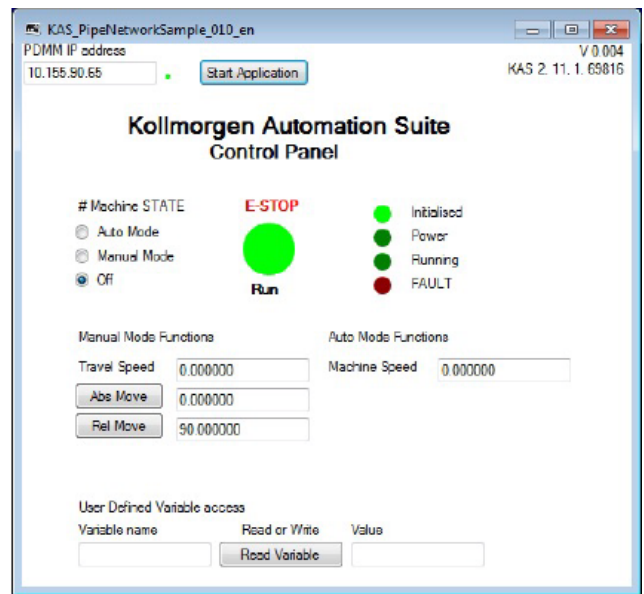 KAS_PipeNetworkSample_010_en
PDMM IP address
V 0.004
10.155.90.65
Start Application
KAS 2. 11. 1. 69816
Kollmorgen Automation Suite
Control Panel
# Machine STATE
E-STOP
Initialised
Auto Mode
Power
Manual Mode
Running
Off
Run
FAULT
Manual Mode Functions
Auto Mode Functions
Travel Speed
0.000000
Machine Speed
0.000000
Abs Move
0.000000
Rel Move
90.000000
User Defined Variable access
Variable name
Read or Write
Value
Read Variable